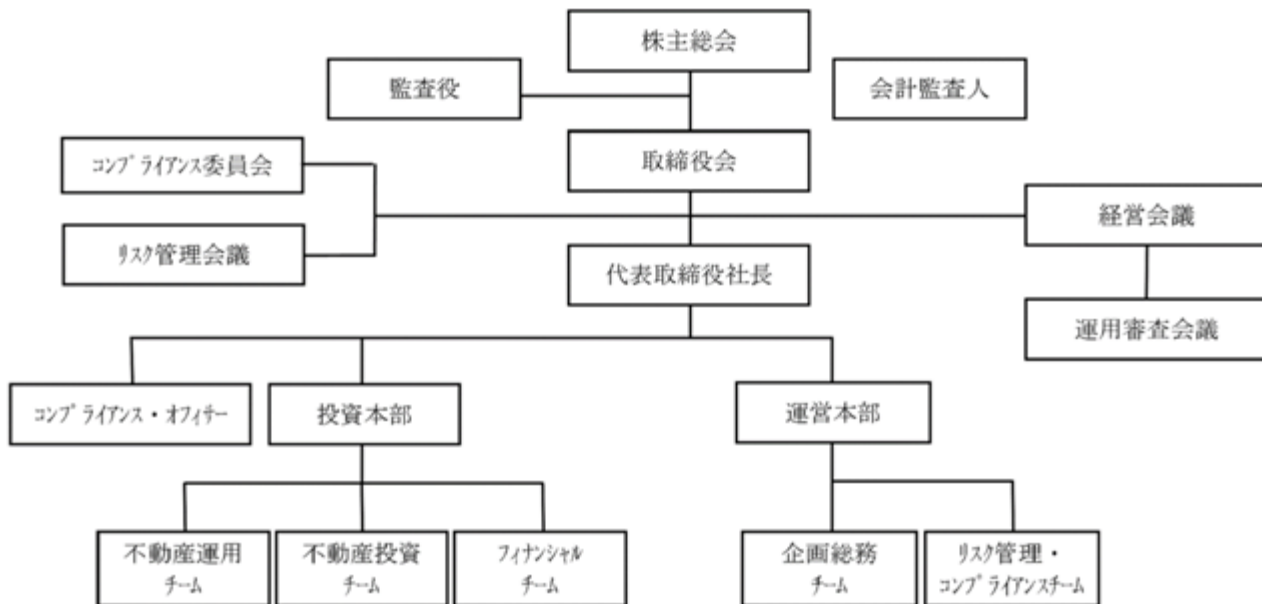 株主総会
監査役
会計監査人
コンプライアンス委員会
取締役会
リスク管理会議
経営会議
代表取締役社長
運用審査会議
コンプライアンス・オフィサー
投資本部
運営本部
不動産運用
チーム
不動産投資
チーム
フィナンシャル
チーム
企画総務
チーム
リスク管理・
コンプライアンスチーム